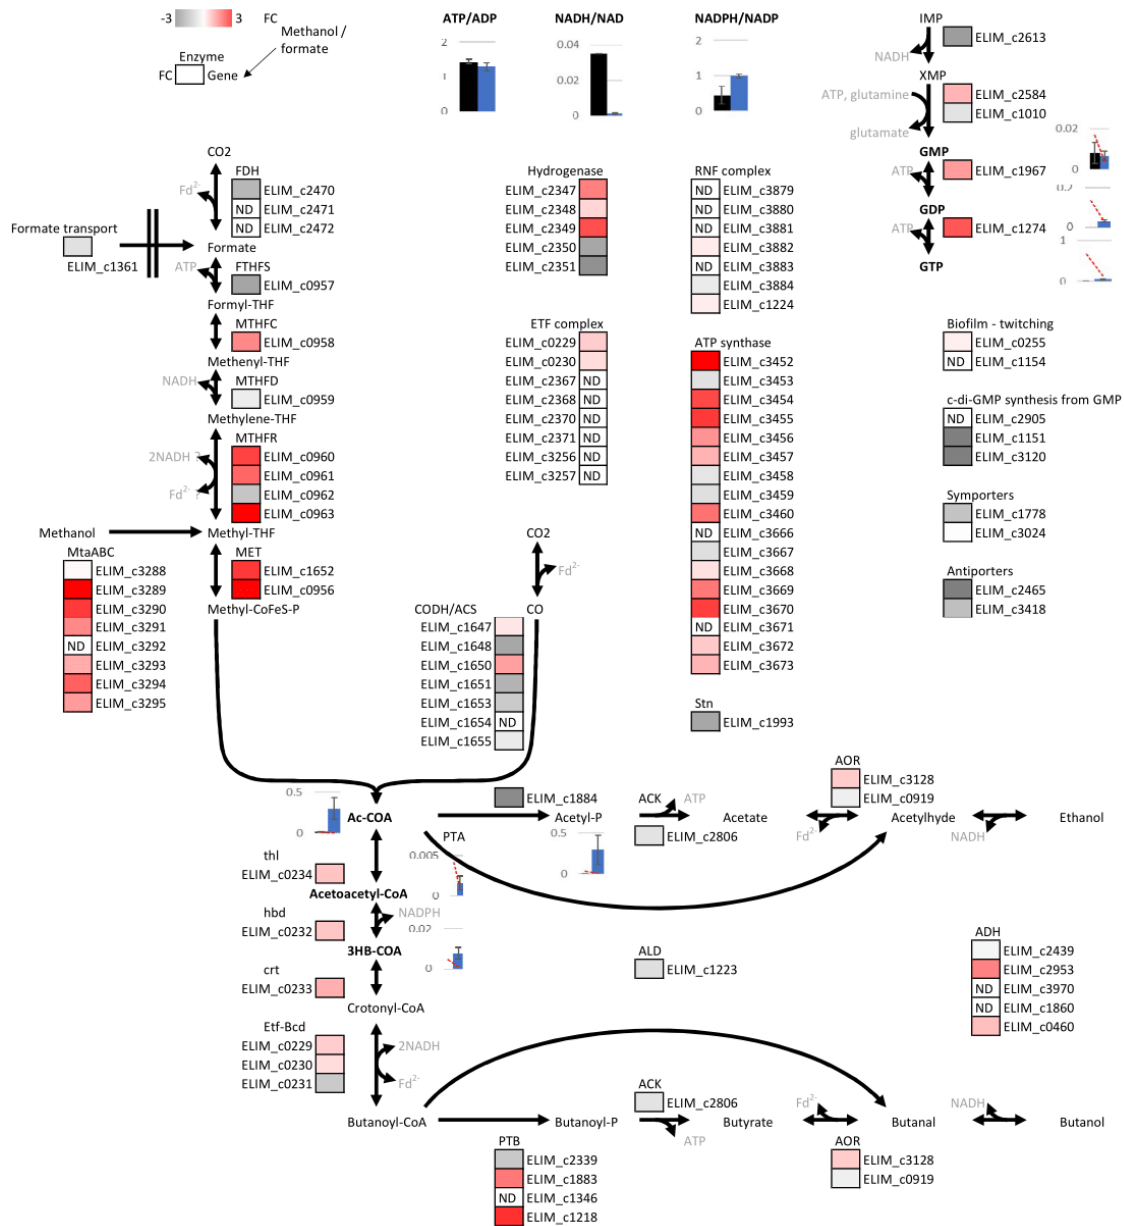 -3 3 FC
Methanol / formate
Enzyme
FC Gene
ATP/ADP
2
1
0
NADH/NAD
0.04
0.02
0
NADPH/NADP
2
1
0
IMP
ELIM_c2613
NADH
XMP
ATP, glutamine
ELIM_c2584
ELIM_c1010
glutamate
GMP
0.02
0
ATP
ELIM_c1967
GDP
0
ATP
ELIM_c1274
1
GTP
0
CO2
FDH
Fd2-
ELIM_c2470
ND ELIM_c2471
ND ELIM_c2472
Formate transport
ELIM_c1361
Formate
ATP
FTHFS
ELIM_c0957
Formyl-THF
MTHFC
ELIM_c0958
Methenyl-THF
NADH
MTHFD
ELIM_c0959
Methylene-THF
MTHFR
2NADH ?
ELIM_c0960
ELIM_c0961
Fd2- ?
ELIM_c0962
ELIM_c0963
Methanol
Methyl-THF
MtaABC
ELIM_c3288
ELIM_c3289
ELIM_c3290
ELIM_c3291
ND ELIM_c3292
ELIM_c3293
ELIM_c3294
ELIM_c3295
MET
ELIM_c1652
ELIM_c0956
Methyl-CoFeS-P
Hydrogenase
ELIM_c2347
ELIM_c2348
ELIM_c2349
ELIM_c2350
ELIM_c2351
ETF complex
ELIM_c0229
ELIM_c0230
ELIM_c2367 ND
ELIM_c2368 ND
ELIM_c2370 ND
ELIM_c2371 ND
ELIM_c3256 ND
ELIM_c3257 ND
RNF complex
ND ELIM_c3879
ND ELIM_c3880
ND ELIM_c3881
ELIM_c3882
ND ELIM_c3883
ELIM_c3884
ELIM_c1224
ATP synthase
ELIM_c3452
ELIM_c3453
ELIM_c3454
ELIM_c3455
ELIM_c3456
ELIM_c3457
ELIM_c3458
ELIM_c3459
ELIM_c3460
ND ELIM_c3666
ELIM_c3667
ELIM_c3668
ELIM_c3669
ELIM_c3670
ND ELIM_c3671
ELIM_c3672
ELIM_c3673
Stn
ELIM_c1993
Biofilm - twitching
ELIM_c0255
ND ELIM_c1154
c-di-GMP synthesis from GMP
ND ELIM_c2905
ELIM_c1151
ELIM_c3120
Symporters
ELIM_c1778
ELIM_c3024
Antiporters
ELIM_c2465
ELIM_c3418
CO2
Fd2-
CO
CODH/ACS
ELIM_c1647
ELIM_c1648
ELIM_c1650
ELIM_c1651
ELIM_c1653
ELIM_c1654 ND
ELIM_c1655
0.5
0
Ac-COA
ELIM_c1884
PTA
Acetyl-P
0.5
0
ACK
ATP
ELIM_c2806
Acetate
AOR
ELIM_c3128
ELIM_c0919
Fd2-
Acetylhyde
NADH
Ethanol
thl
ELIM_c0234
0.005
0
Acetoacetyl-CoA
hbd
ELIM_c0232
NADPH
0.02
0
3HB-COA
crt
ELIM_c0233
Crotonyl-CoA
ALD
ELIM_c1223
ADH
ELIM_c2439
ELIM_c2953
ND ELIM_c3970
ND ELIM_c1860
ELIM_c0460
Etf-Bcd
ELIM_c0229
ELIM_c0230
ELIM_c0231
2NADH
Fd2-
Butanoyl-CoA
Butanoyl-P
ACK
ELIM_c2806
ATP
Butyrate
Fd2-
Butanal
NADH
Butanol
PTB
ELIM_c2339
ELIM_c1883
ND ELIM_c1346
ELIM_c1218
AOR
ELIM_c3128
ELIM_c0919